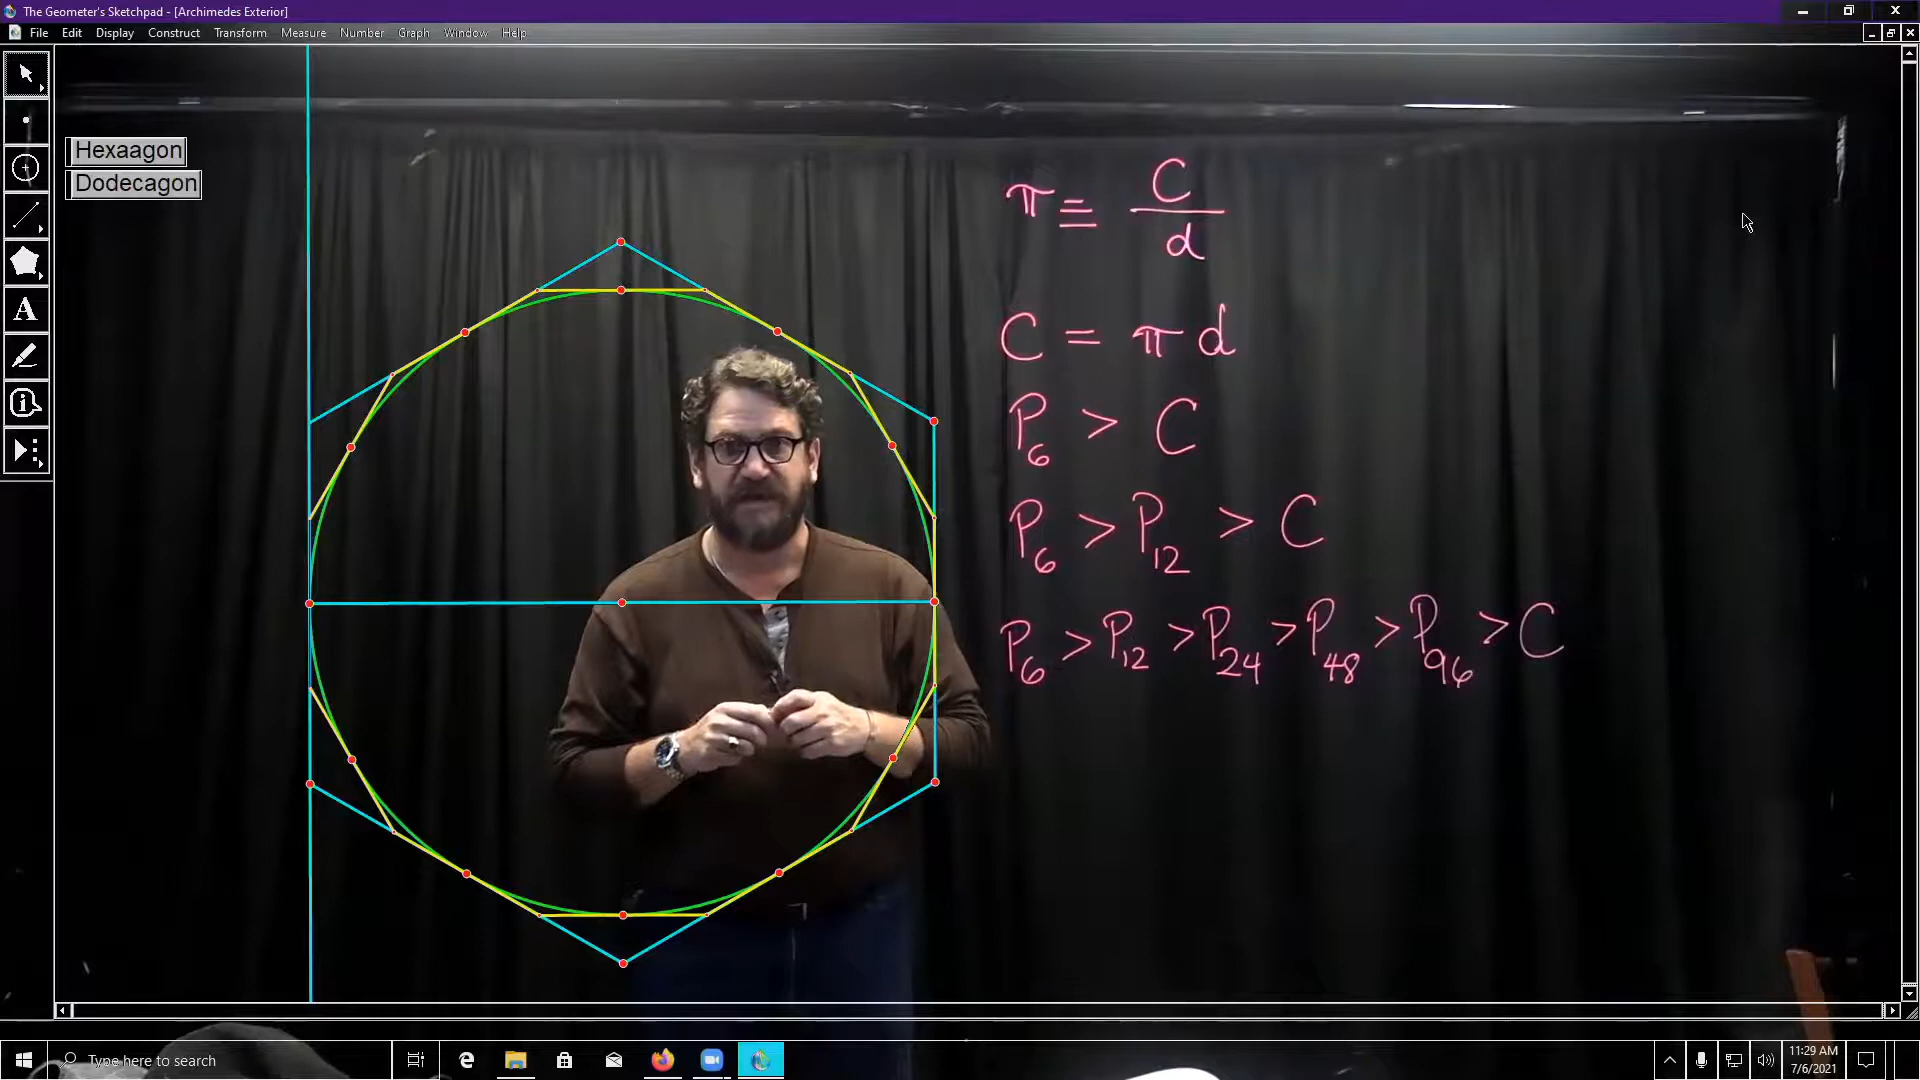 The Geometer's Sketchpad - [Archimedes Exterior]
File Edit Display Construct Transform Measure Number Graph Window Help
Hexaagon
Dodecagon
A
π ≡ C/d
C = π d
P₆ > C
P₆ > P₁₂ > C
P₆ > P₁₂ > P₂₄ > P₄₈ > P₉₆ > C
Type here to search
11:29 AM
7/6/2021